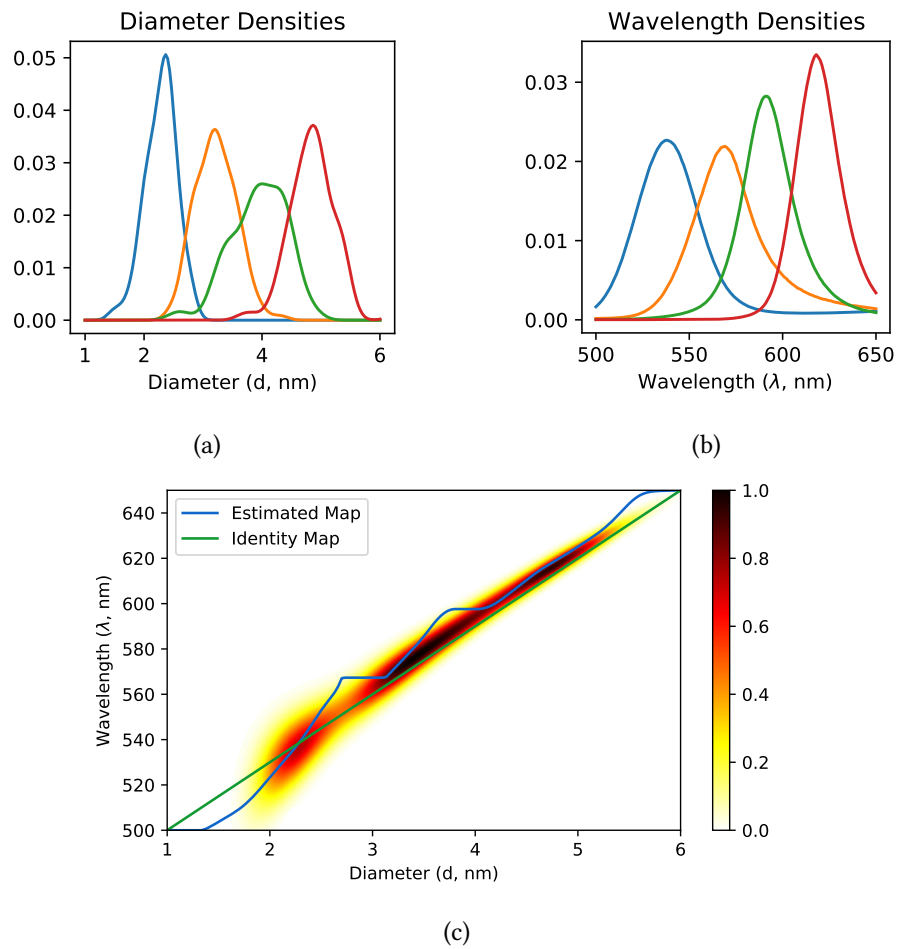 Diameter Densities
0.05
0.04
0.03
0.02
0.01
0.00
1 2 4 6
Diameter (d, nm)
(a)
Wavelength Densities
0.03
0.02
0.01
0.00
500 550 600 650
Wavelength (λ, nm)
(b)
Estimated Map
Identity Map
640
620
600
580
560
540
520
500
Wavelength (λ, nm)
1 2 3 4 5 6
Diameter (d, nm)
1.0
0.8
0.6
0.4
0.2
0.0
(c)